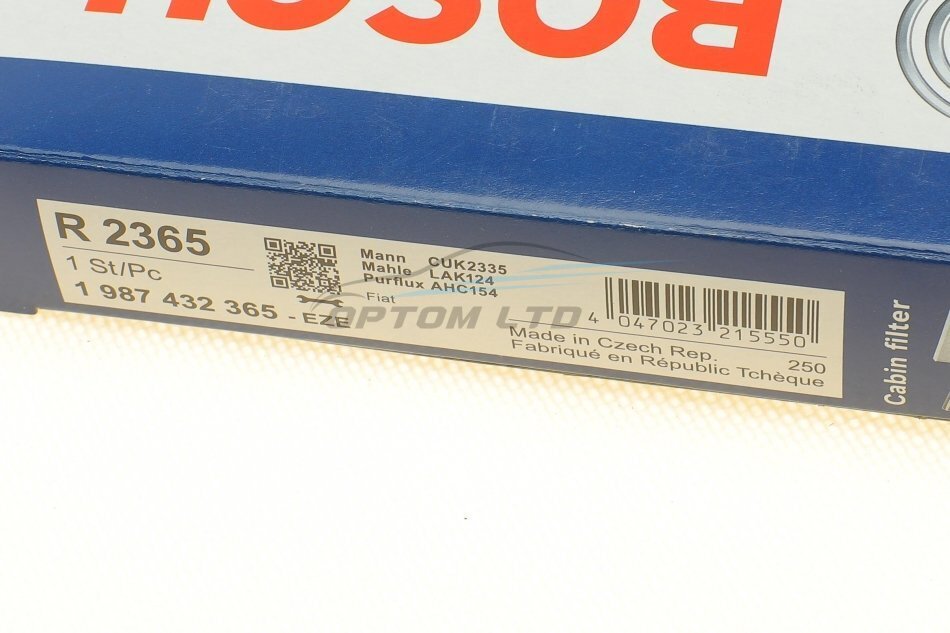 BOSCH
R 2365
1 St/Pc
1 987 432 365 - EZE
Mann CUK2335
Mahle LAK124
Purflux AHC154
Fiat
OPTOM LTD
4 047023 215550
Made in Czech Rep. 250
Fabriqué en République Tchèque
Cabin filter